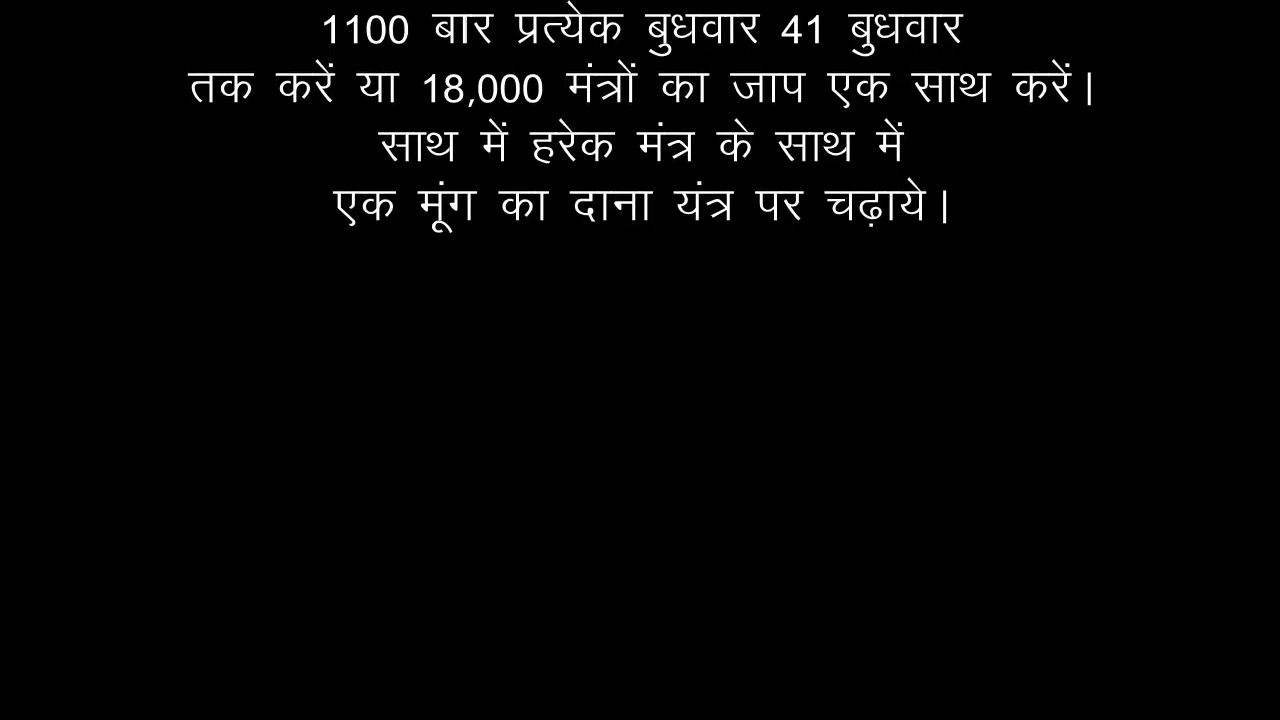 1100 बार प्रत्येक बुधवार 41 बुधवार
तक करें या 18,000 मंत्रों का जाप एक साथ करें।
साथ में हरेक मंत्र के साथ में
एक मूंग का दाना यंत्र पर चढ़ाये।